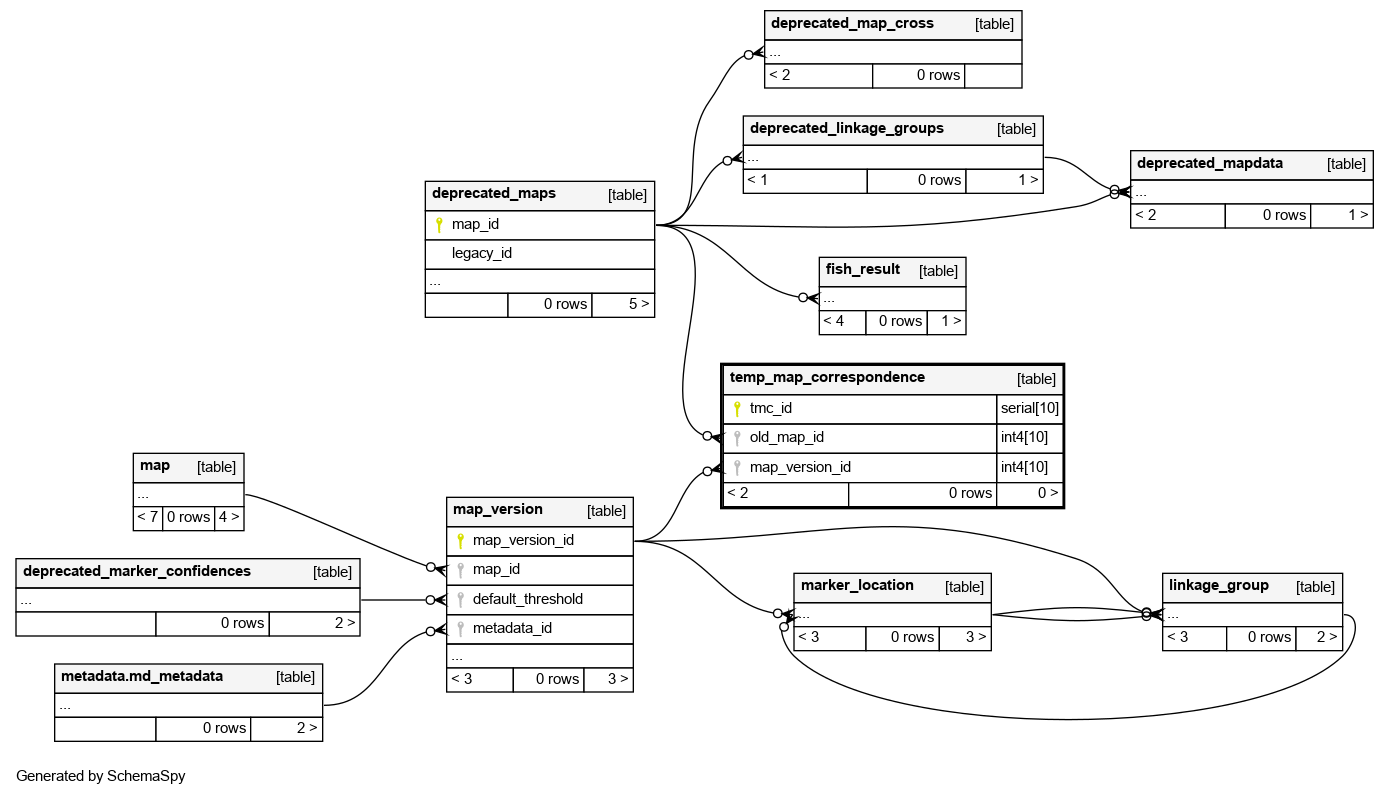 deprecated_map_cross [table]
...
< 2 0 rows
deprecated_linkage_groups [table]
...
< 1 0 rows 1 >
deprecated_mapdata [table]
...
< 2 0 rows 1 >
deprecated_maps [table]
map_id
legacy_id
...
0 rows 5 >
fish_result [table]
...
< 4 0 rows 1 >
temp_map_correspondence [table]
tmc_id serial[10]
old_map_id int4[10]
map_version_id int4[10]
< 2 0 rows 0 >
map [table]
...
< 7 0 rows 4 >
map_version [table]
map_version_id
map_id
default_threshold
metadata_id
...
< 3 0 rows 3 >
deprecated_marker_confidences [table]
...
0 rows 2 >
metadata.md_metadata [table]
...
0 rows 2 >
marker_location [table]
...
< 3 0 rows 3 >
linkage_group [table]
...
< 3 0 rows 2 >
Generated by SchemaSpy